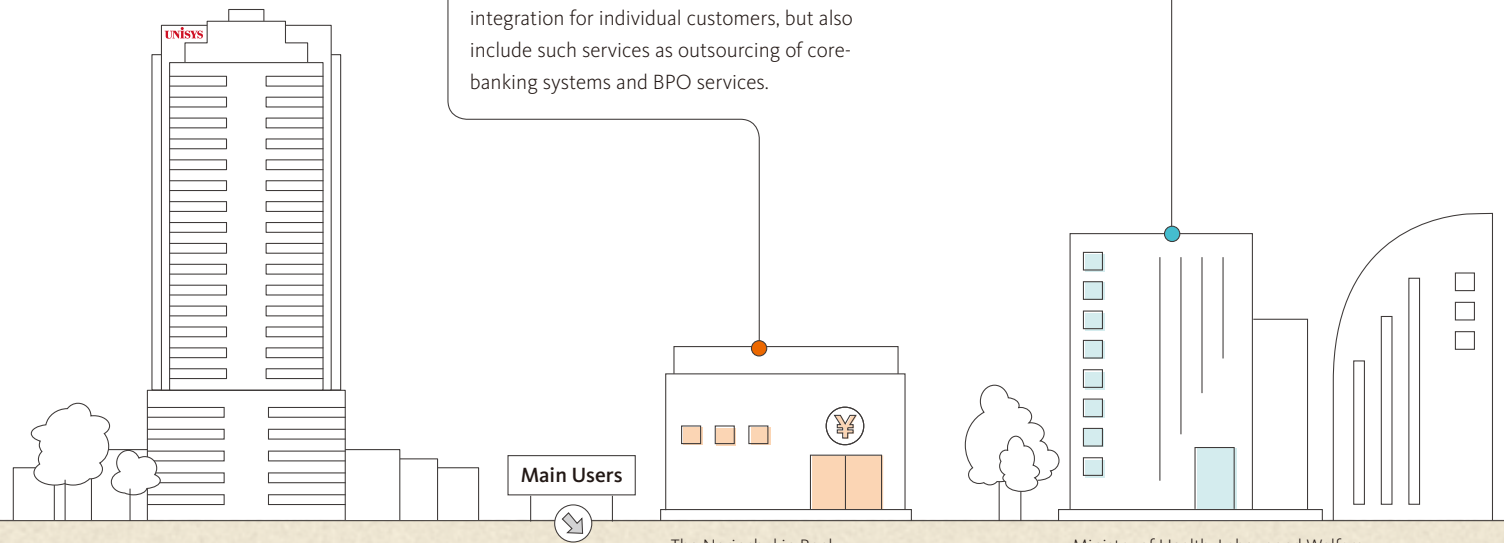 integration for individual customers, but also
include such services as outsourcing of core-
banking systems and BPO services.
UNISYS
¥
Main Users